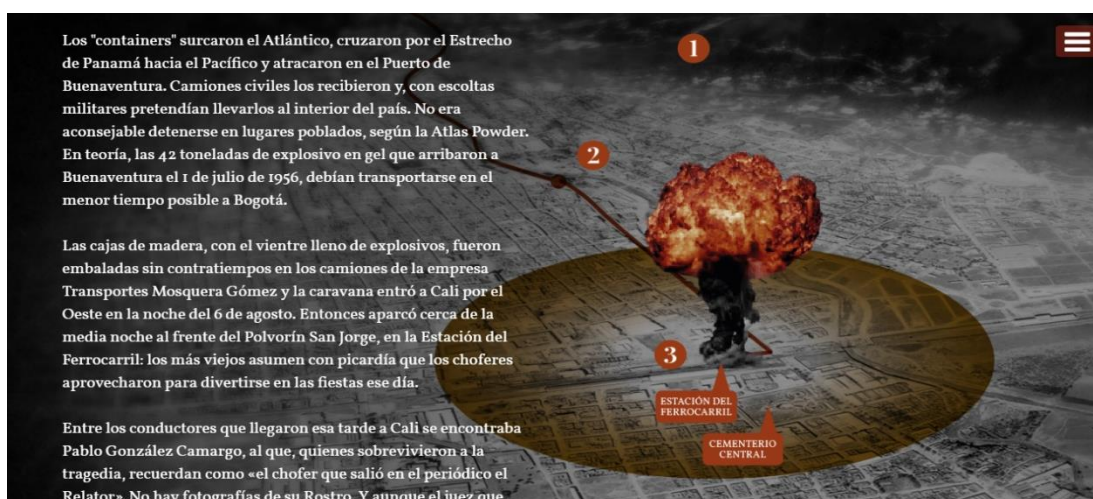 Los "containers" surcaron el Atlántico, cruzaron por el Estrecho
de Panamá hacia el Pacífico y atracaron en el Puerto de
Buenaventura. Camiones civiles los recibieron y, con escoltas
militares pretendían llevarlos al interior del país. No era
aconsejable detenerse en lugares poblados, según la Atlas Powder.
En teoría, las 42 toneladas de explosivo en gel que arribaron a
Buenaventura el 1 de julio de 1956, debían transportarse en el
menor tiempo posible a Bogotá.
Las cajas de madera, con el vientre lleno de explosivos, fueron
embaladas sin contratiempos en los camiones de la empresa
Transportes Mosquera Gómez y la caravana entró a Cali por el
Oeste en la noche del 6 de agosto. Entonces aparcó cerca de la
media noche al frente del Polvorín San Jorge, en la Estación del
Ferrocarril: los más viejos asumen con picardía que los choferes
aprovecharon para divertirse en las fiestas ese día.
Entre los conductores que llegaron esa tarde a Cali se encontraba
Pablo González Camargo, al que, quienes sobrevivieron a la
tragedia, recuerdan como «el chofer que salió en el periódico el
Relator». No hay fotografías de su Rostro. Y aunque el juez que
1
2
3
ESTACIÓN DEL
FERROCARRIL
CEMENTERIO
CENTRAL